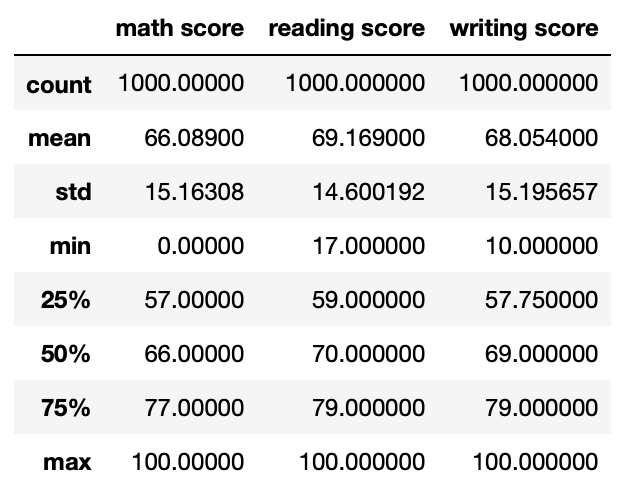 math score reading score writing score
count 1000.00000 1000.000000 1000.000000
mean 66.08900 69.169000 68.054000
std 15.16308 14.600192 15.195657
min 0.00000 17.000000 10.000000
25% 57.00000 59.000000 57.750000
50% 66.00000 70.000000 69.000000
75% 77.00000 79.000000 79.000000
max 100.00000 100.000000 100.000000